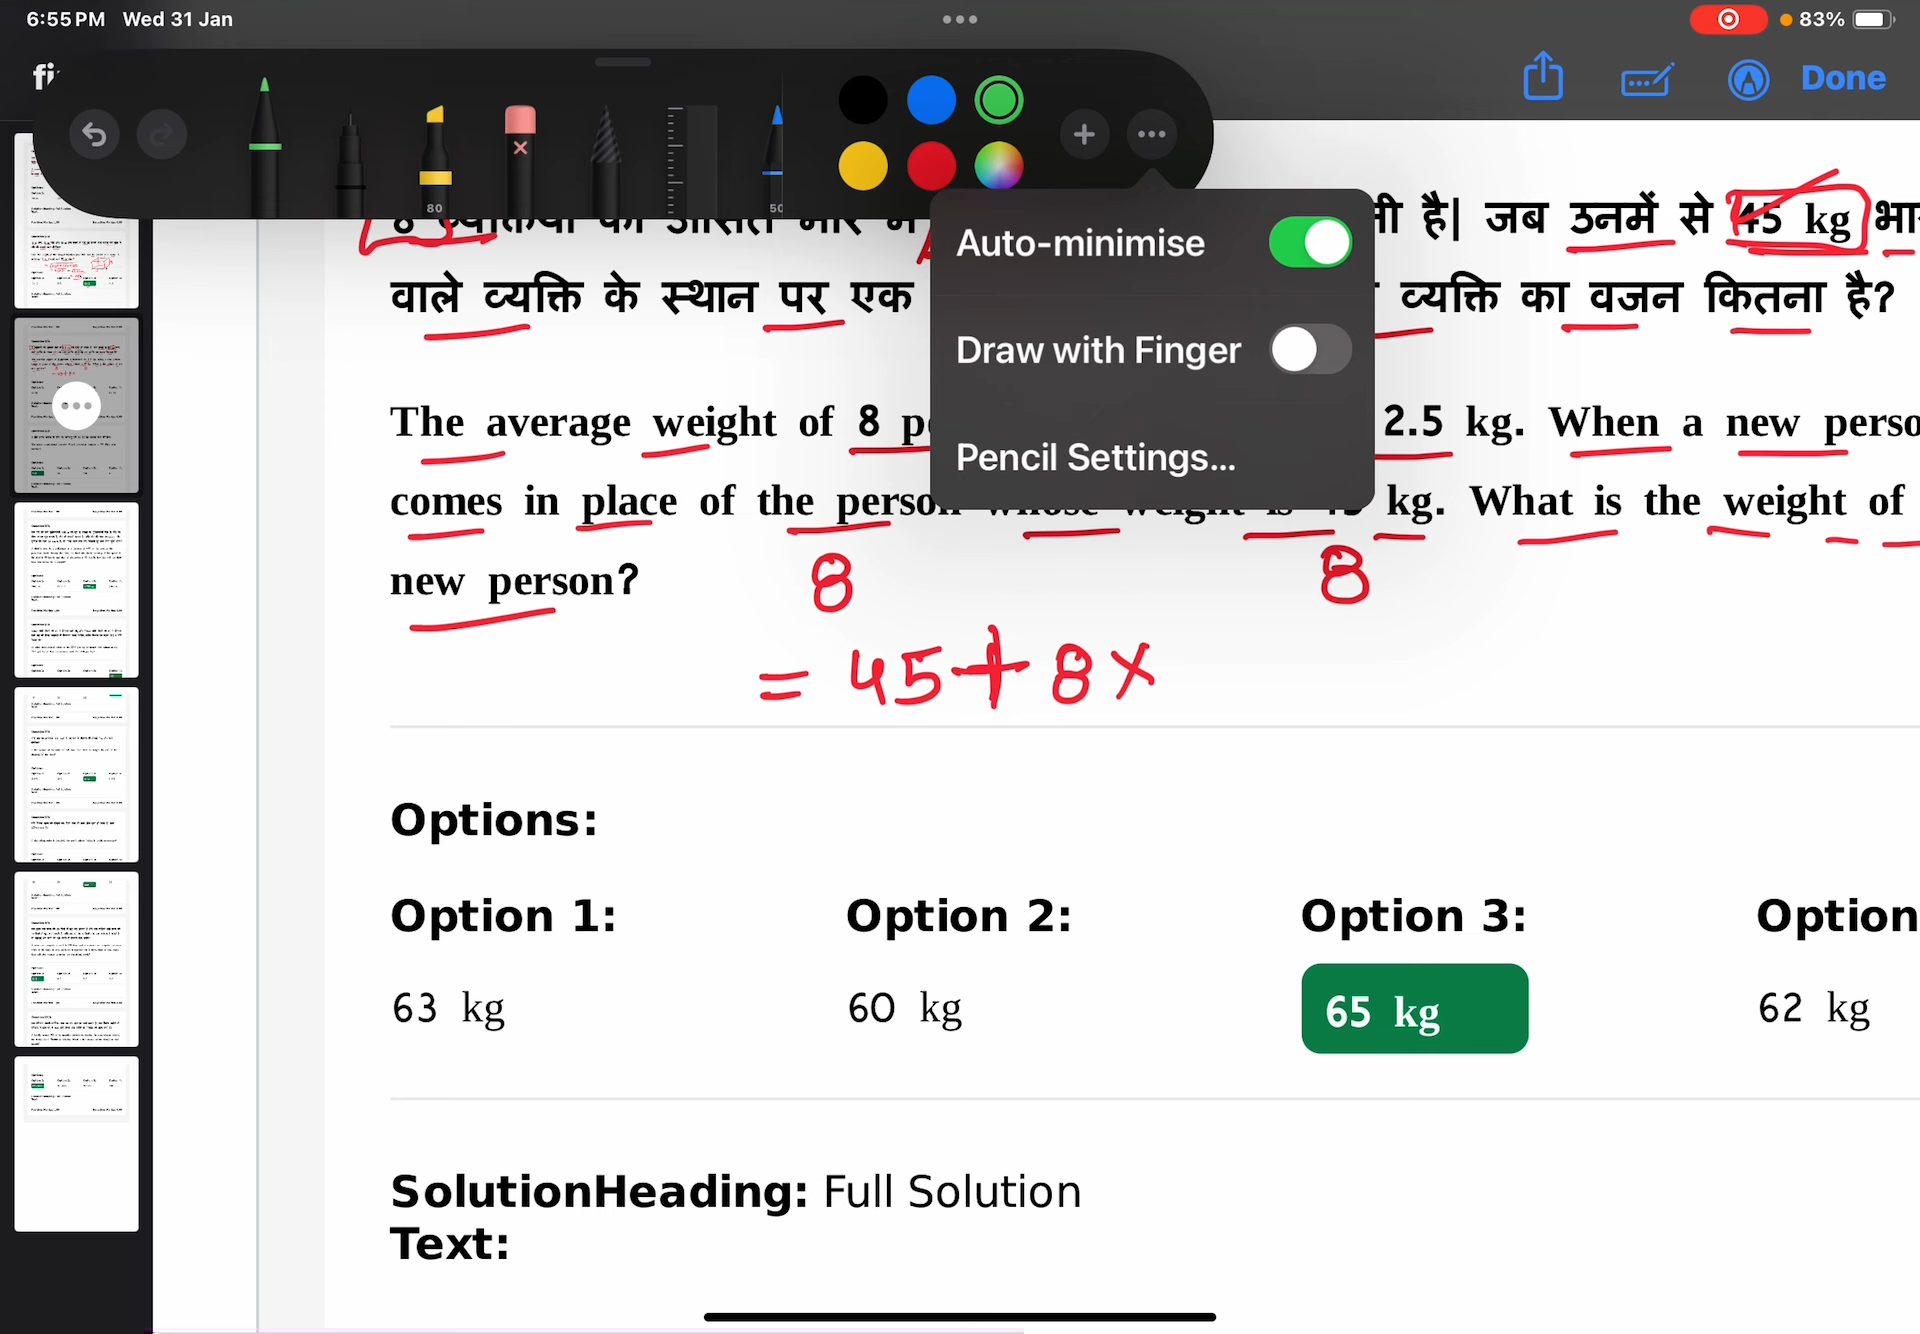 6:55 PM Wed 31 Jan
83%
Done
80
Auto-minimise
Draw with Finger
Pencil Settings...
है| जब उनमें से 45 kg
वाले व्यक्ति के स्थान पर एक व्यक्ति का वजन कितना है?
The average weight of 8 2.5 kg. When a new
comes in place of the person kg. What is the weight of
new person?
8 8
= 45+8x
Options:
Option 1: Option 2: Option 3: Option
63 kg 60 kg 65 kg 62 kg
SolutionHeading: Full Solution
Text: